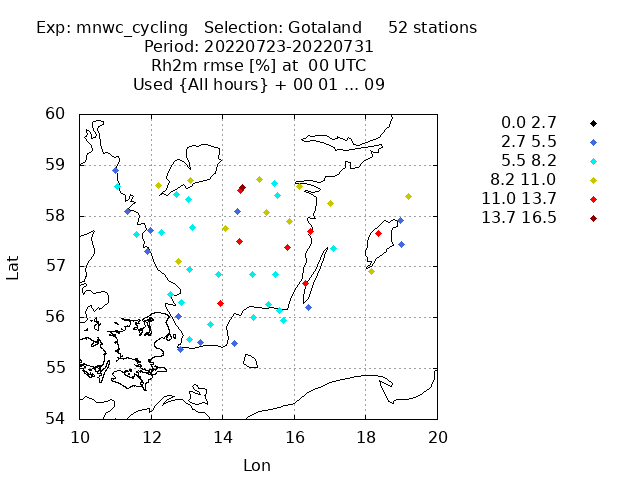 Exp: mnwc_cycling   Selection: Gotaland     52 stations
Period: 20220723-20220731
Rh2m rmse [%] at  00 UTC
Used {All hours} + 00 01 ... 09
0.0 2.7
2.7 5.5
5.5 8.2
8.2 11.0
11.0 13.7
13.7 16.5
60
59
58
57
56
55
54
Lat
10 12 14 16 18 20
Lon